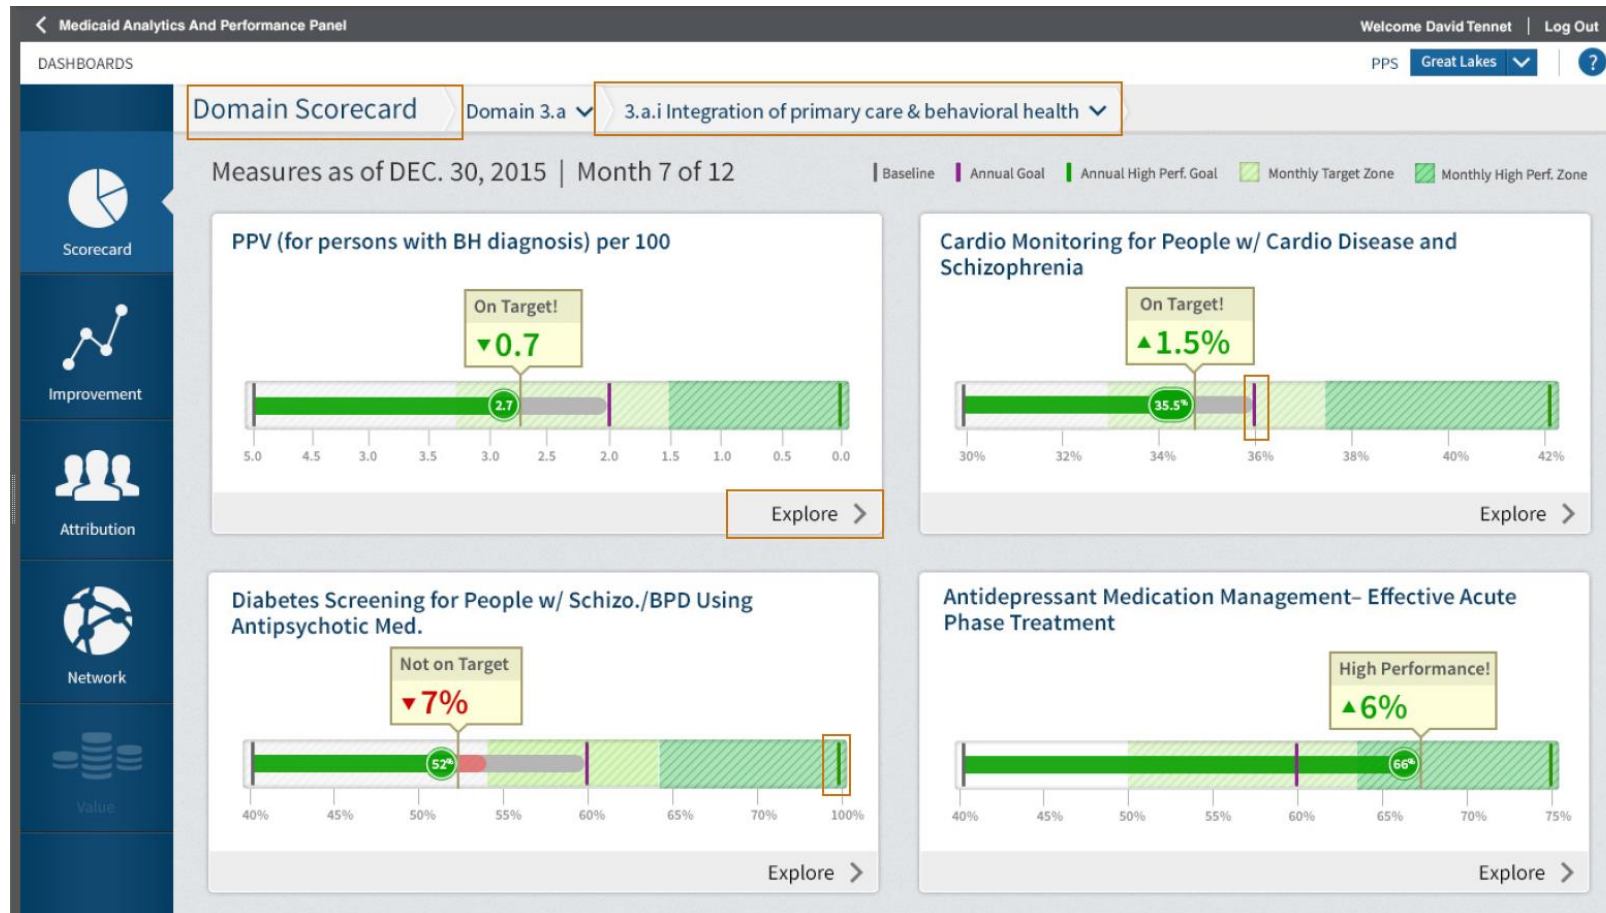 Medicaid Analytics And Performance Panel
Welcome David Tennet | Log Out
DASHBOARDS
PPS Great Lakes ?
Domain Scorecard
Domain 3.a
3.a.i Integration of primary care & behavioral health
Measures as of DEC. 30, 2015 | Month 7 of 12
Baseline
Annual Goal
Annual High Perf. Goal
Monthly Target Zone
Monthly High Perf. Zone
Scorecard
Improvement
Attribution
Network
Value
PPV (for persons with BH diagnosis) per 100
On Target!
▼0.7
2.7
5.0 4.5 3.0 3.5 3.0 2.5 2.0 1.5 1.0 0.5 0.0
Explore
Cardio Monitoring for People w/ Cardio Disease and
Schizophrenia
On Target!
▲1.5%
35.5%
30% 32% 34% 36% 38% 40% 42%
Explore
Diabetes Screening for People w/ Schizo./BPD Using
Antipsychotic Med.
Not on Target
▼7%
52%
40% 45% 50% 55% 60% 65% 70% 100%
Explore
Antidepressant Medication Management– Effective Acute
Phase Treatment
High Performance!
▲6%
66%
40% 45% 50% 55% 60% 65% 70% 75%
Explore